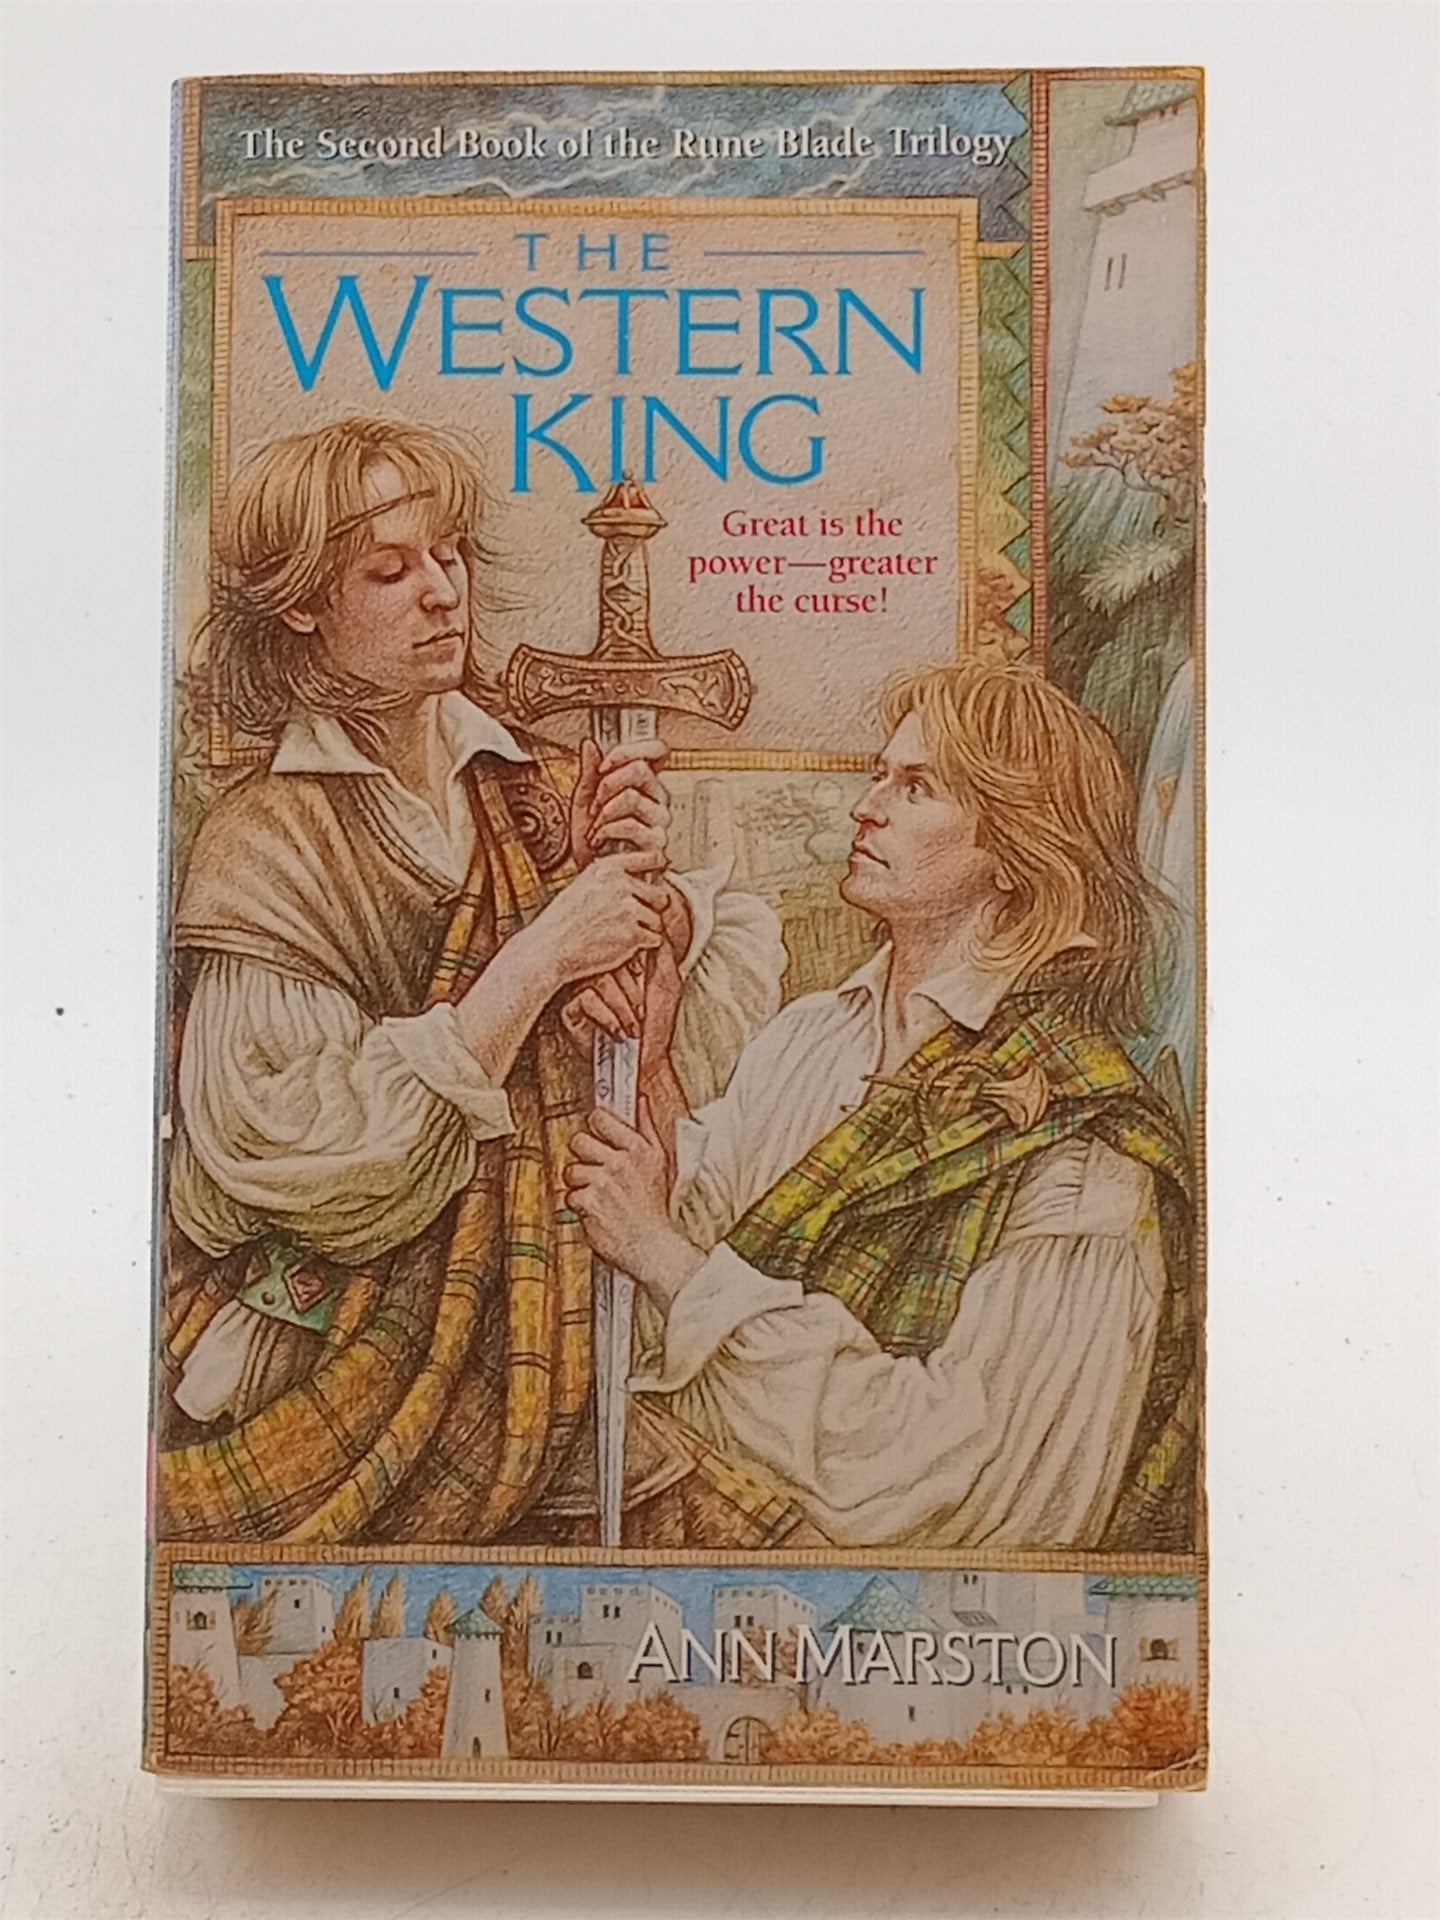 The Second Book of the Rune Blade Trilogy
THE
WESTERN
KING
Great is the
power—greater
the curse!
ANN MARSTON